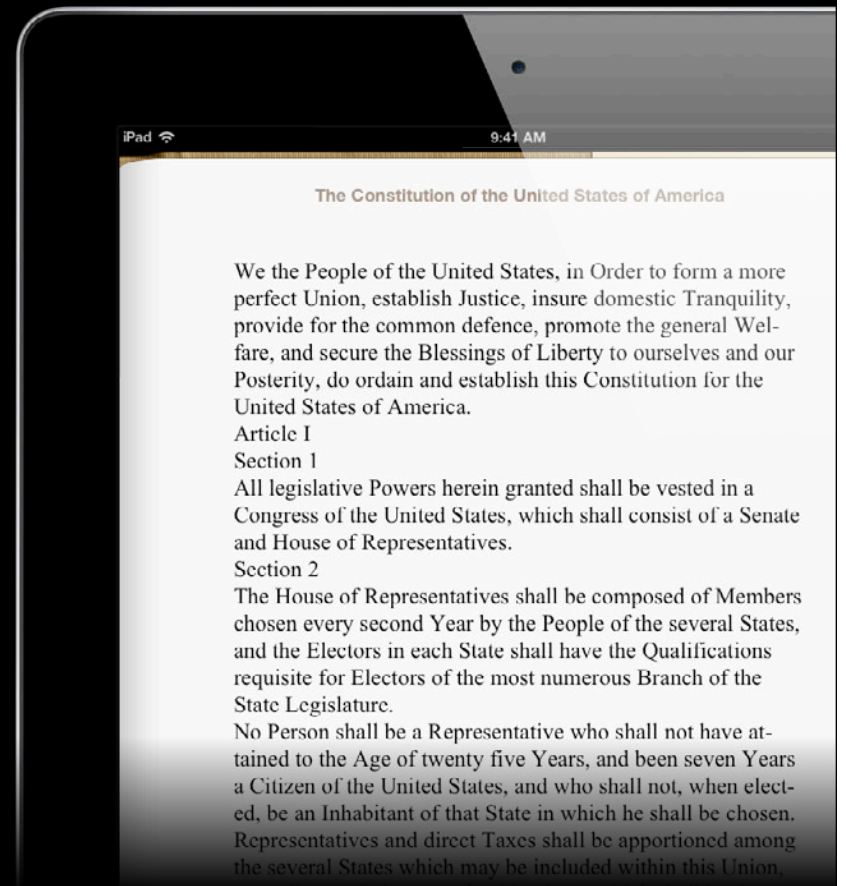 iPad
9:41 AM
The Constitution of the United States of America
We the People of the United States, in Order to form a more
perfect Union, establish Justice, insure domestic Tranquility,
provide for the common defence, promote the general Wel-
fare, and secure the Blessings of Liberty to ourselves and our
Posterity, do ordain and establish this Constitution for the
United States of America.
Article I
Section 1
All legislative Powers herein granted shall be vested in a
Congress of the United States, which shall consist of a Senate
and House of Representatives.
Section 2
The House of Representatives shall be composed of Members
chosen every second Year by the People of the several States,
and the Electors in each State shall have the Qualifications
requisite for Electors of the most numerous Branch of the
State Legislature.
No Person shall be a Representative who shall not have at-
tained to the Age of twenty five Years, and been seven Years
a Citizen of the United States, and who shall not, when elect-
ed, be an Inhabitant of that State in which he shall be chosen.
Representatives and direct Taxes shall be apportioned among
the several States which may be included within this Union,